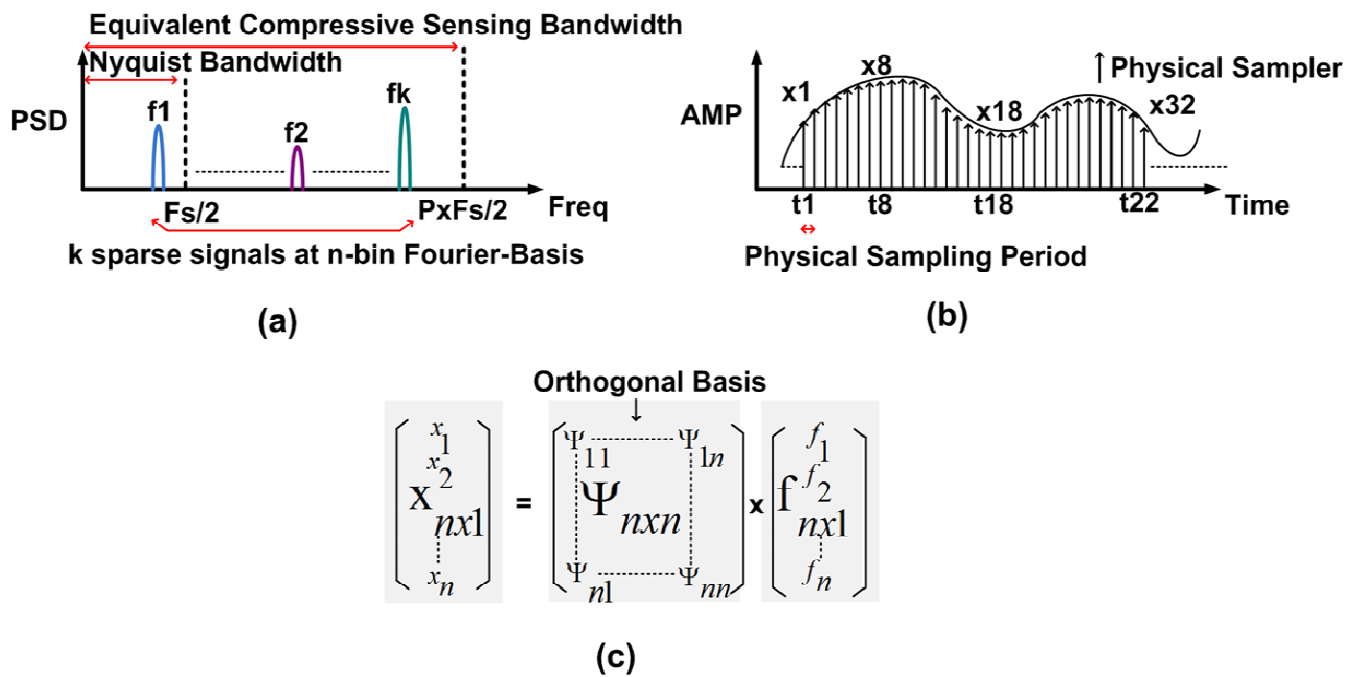 Equivalent Compressive Sensing Bandwidth
Nyquist Bandwidth
PSD
f1
f2
fk
Fs/2
PxFs/2
Freq
k sparse signals at n-bin Fourier-Basis
(a)
AMP
x1
x8
x18
x32
Physical Sampler
t1
t8
t18
t22
Time
Physical Sampling Period
(b)
Orthogonal Basis
x1
x2
x nx1
xn
=
Ψ11
Ψ1n
Ψnxn
Ψn1
Ψnn
x
f1
f2
f nx1
fn
(c)